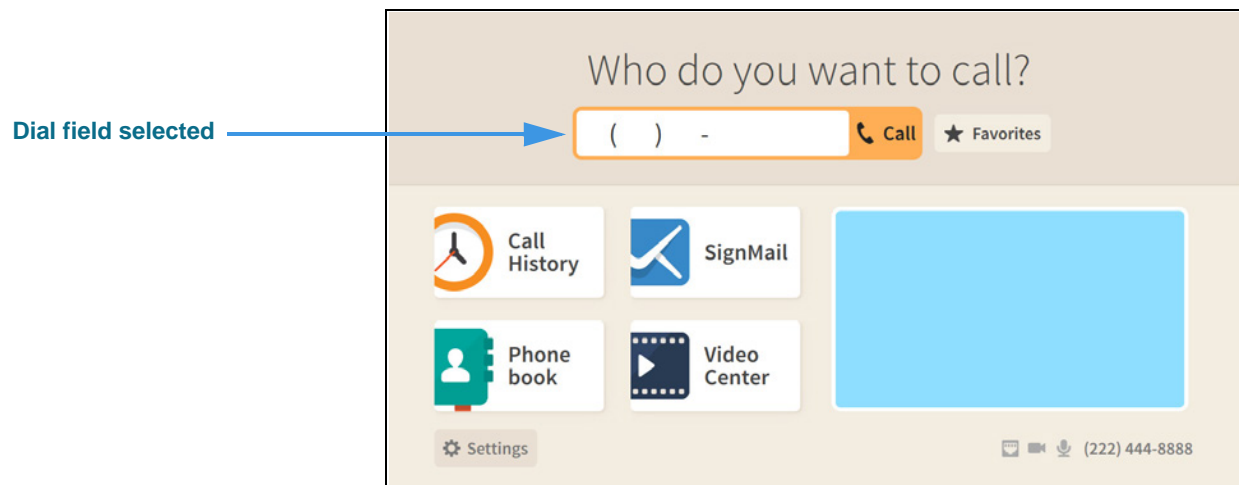 Who do you want to call?
Dial field selected
( ) -
Call
Favorites
Call
History
SignMail
Phone
book
Video
Center
Settings
(222) 444-8888